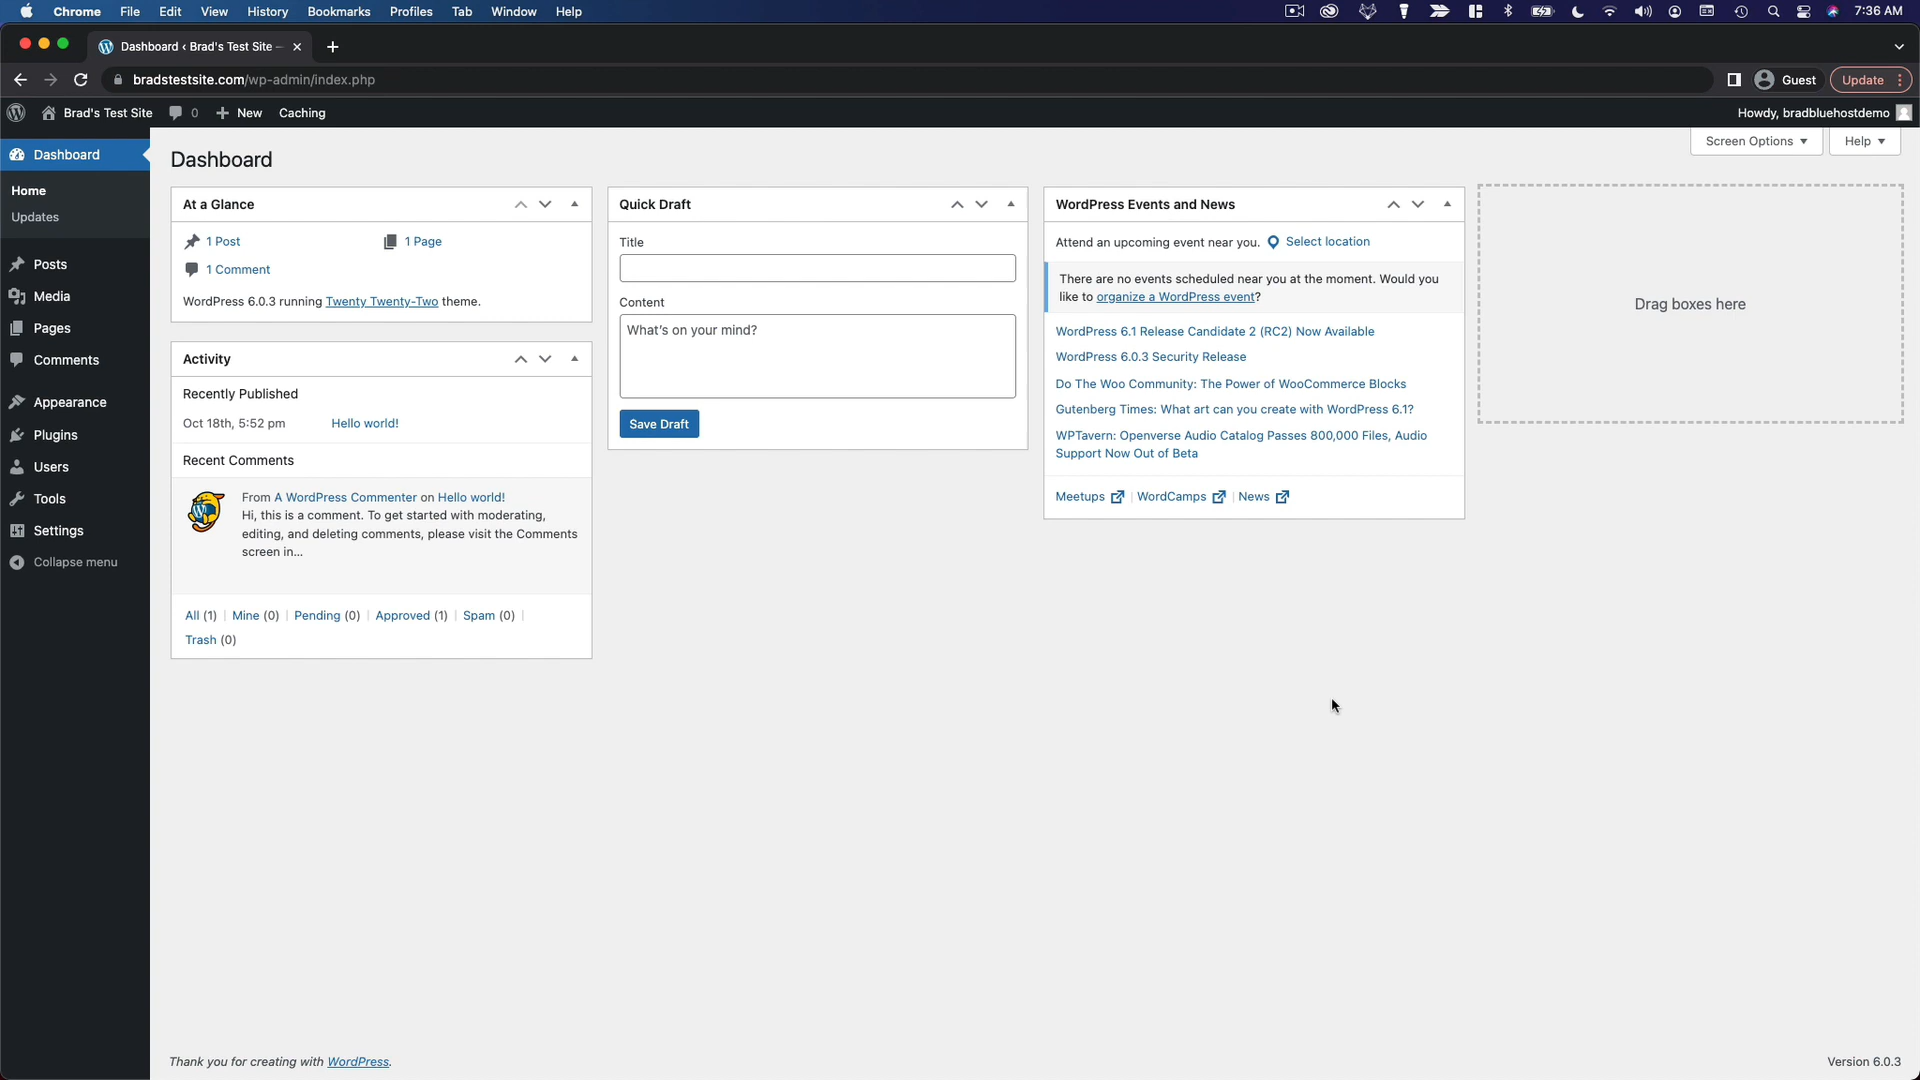 Chrome File Edit View History Bookmarks Profiles Tab Window Help 7:36 AM
Dashboard ‹ Brad's Test Site –
bradstestsite.com/wp-admin/index.php Guest Update
Brad's Test Site 0 New Caching Howdy, bradbluehostdemo
Screen Options Help
Dashboard
Home
Updates
Posts
Media
Pages
Comments
Appearance
Plugins
Users
Tools
Settings
Collapse menu
Dashboard
At a Glance
1 Post 1 Page
1 Comment
WordPress 6.0.3 running Twenty Twenty-Two theme.
Activity
Recently Published
Oct 18th, 5:52 pm Hello world!
Recent Comments
From A WordPress Commenter on Hello world!
Hi, this is a comment. To get started with moderating,
editing, and deleting comments, please visit the Comments
screen in…
All (1) | Mine (0) | Pending (0) | Approved (1) | Spam (0) |
Trash (0)
Quick Draft
Title
Content
What's on your mind?
Save Draft
WordPress Events and News
Attend an upcoming event near you. Select location
There are no events scheduled near you at the moment. Would you
like to organize a WordPress event?
WordPress 6.1 Release Candidate 2 (RC2) Now Available
WordPress 6.0.3 Security Release
Do The Woo Community: The Power of WooCommerce Blocks
Gutenberg Times: What art can you create with WordPress 6.1?
WPTavern: Openverse Audio Catalog Passes 800,000 Files, Audio
Support Now Out of Beta
Meetups | WordCamps | News
Drag boxes here
Thank you for creating with WordPress.
Version 6.0.3